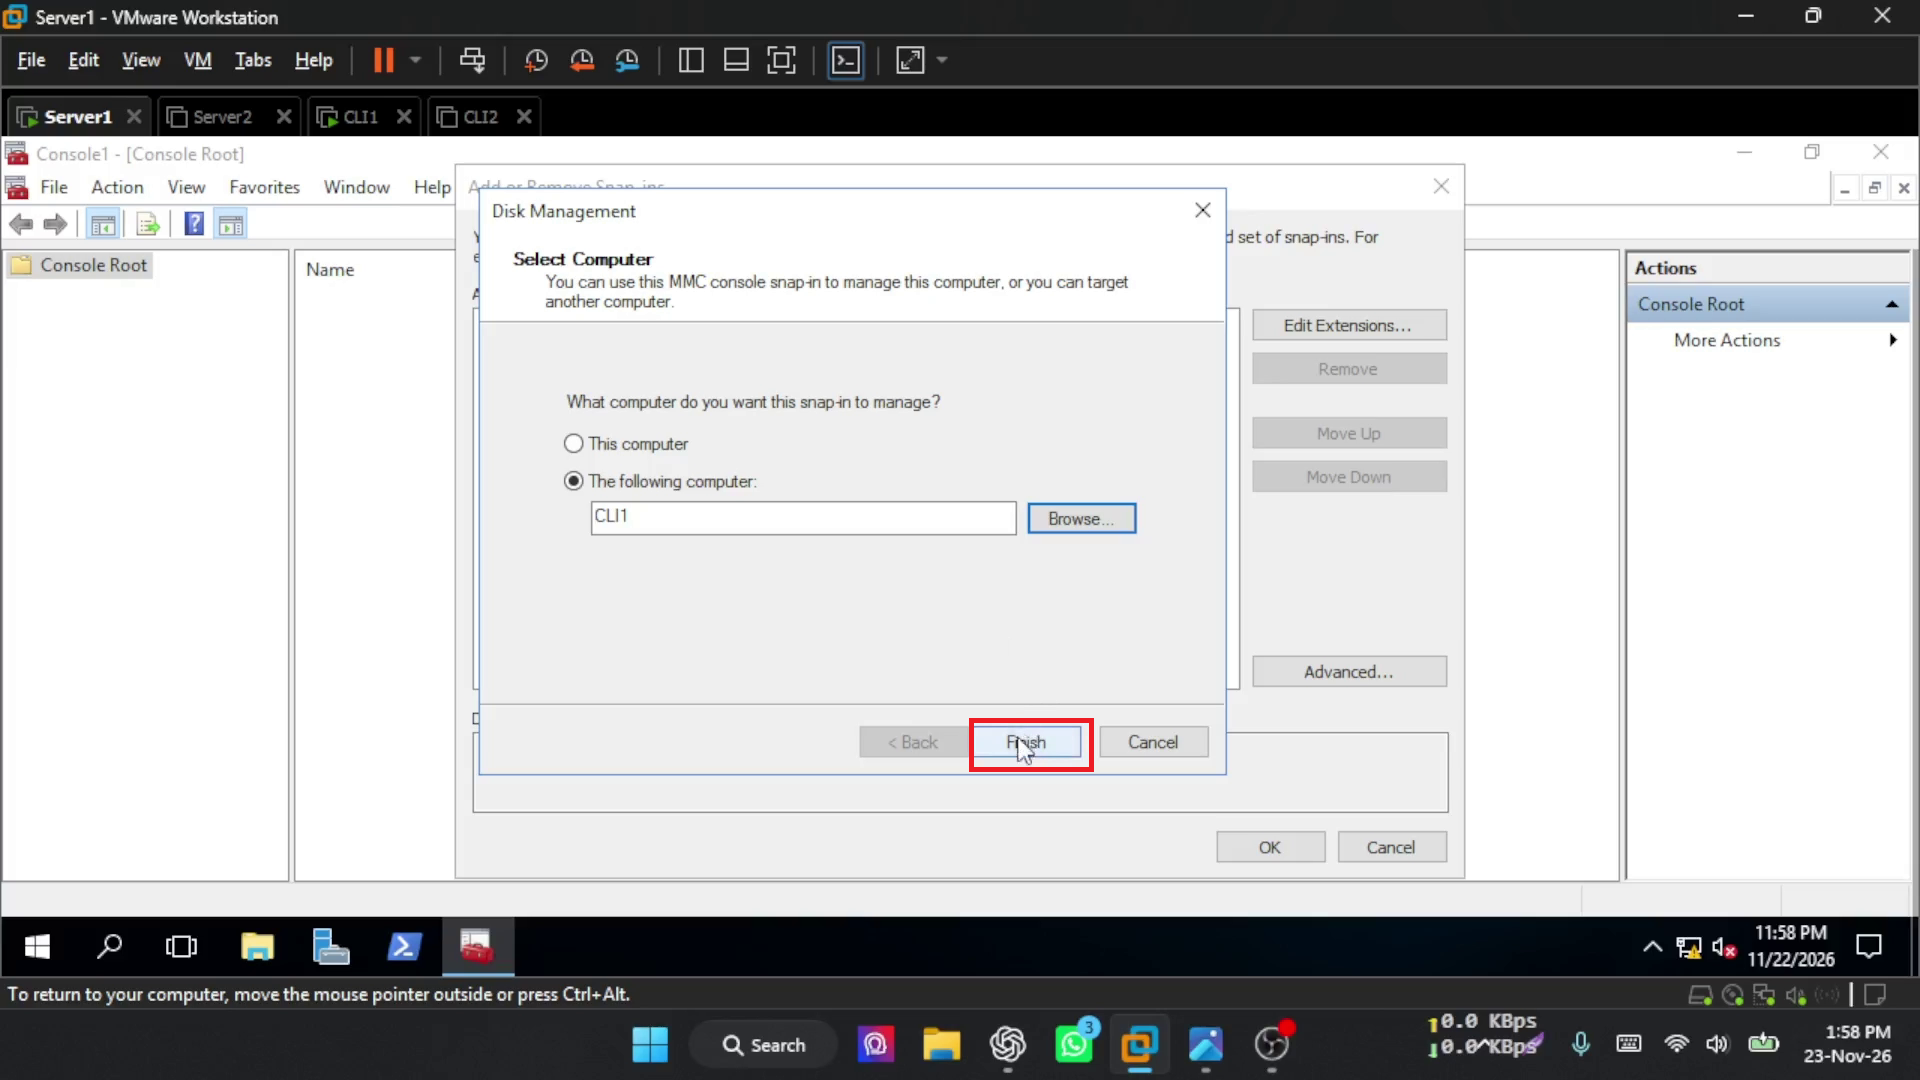 Server1 - VMware Workstation
File Edit View VM Tabs Help
Server1 Server2 CLI1 CLI2
Console1 - [Console Root]
File Action View Favorites Window Help
Add or Remove Snap-ins
Disk Management
d set of snap-ins. For
Select Computer
You can use this MMC console snap-in to manage this computer, or you can target
another computer.
Console Root
Name
Actions
Console Root
More Actions
Edit Extensions...
Remove
Move Up
Move Down
Advanced...
What computer do you want this snap-in to manage?
This computer
The following computer:
CLI1
Browse...
< Back
Finish
Cancel
OK
Cancel
11:58 PM
11/22/2026
To return to your computer, move the mouse pointer outside or press Ctrl+Alt.
Search
3
0.0 KBps
0.0 KBps
1:58 PM
23-Nov-26